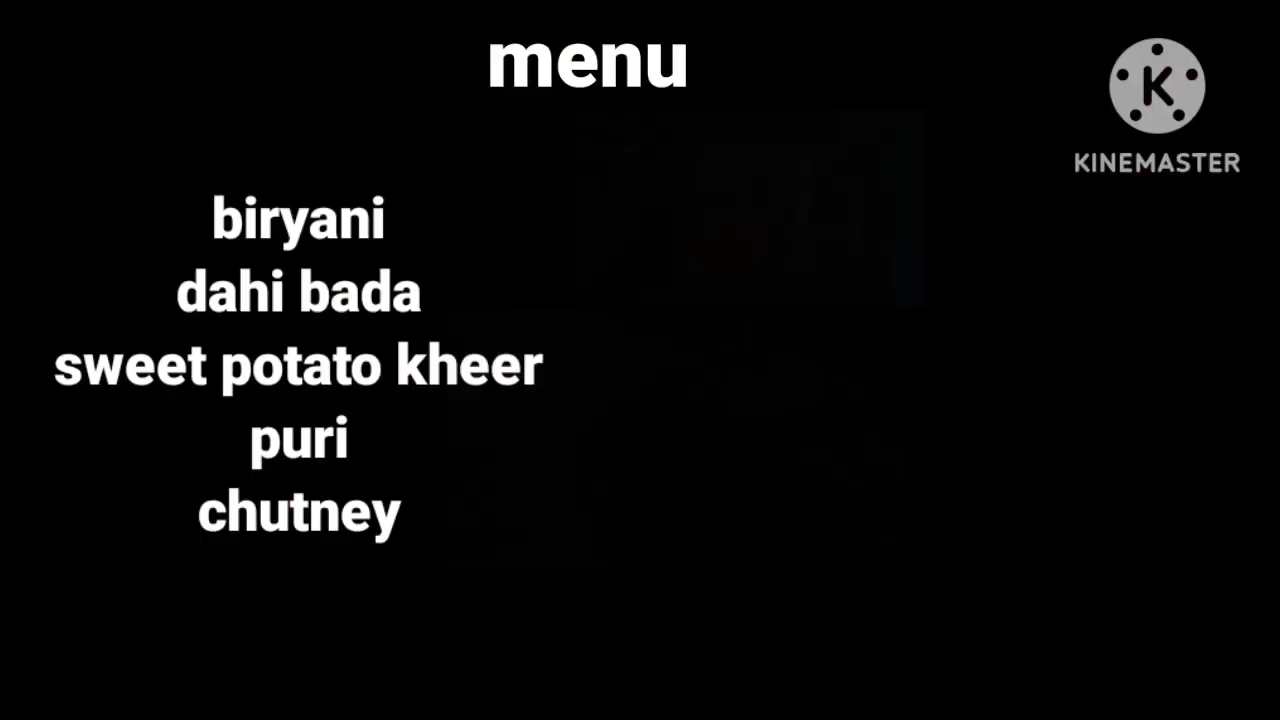 menu
KINEMASTER
biryani
dahi bada
sweet potato kheer
puri
chutney